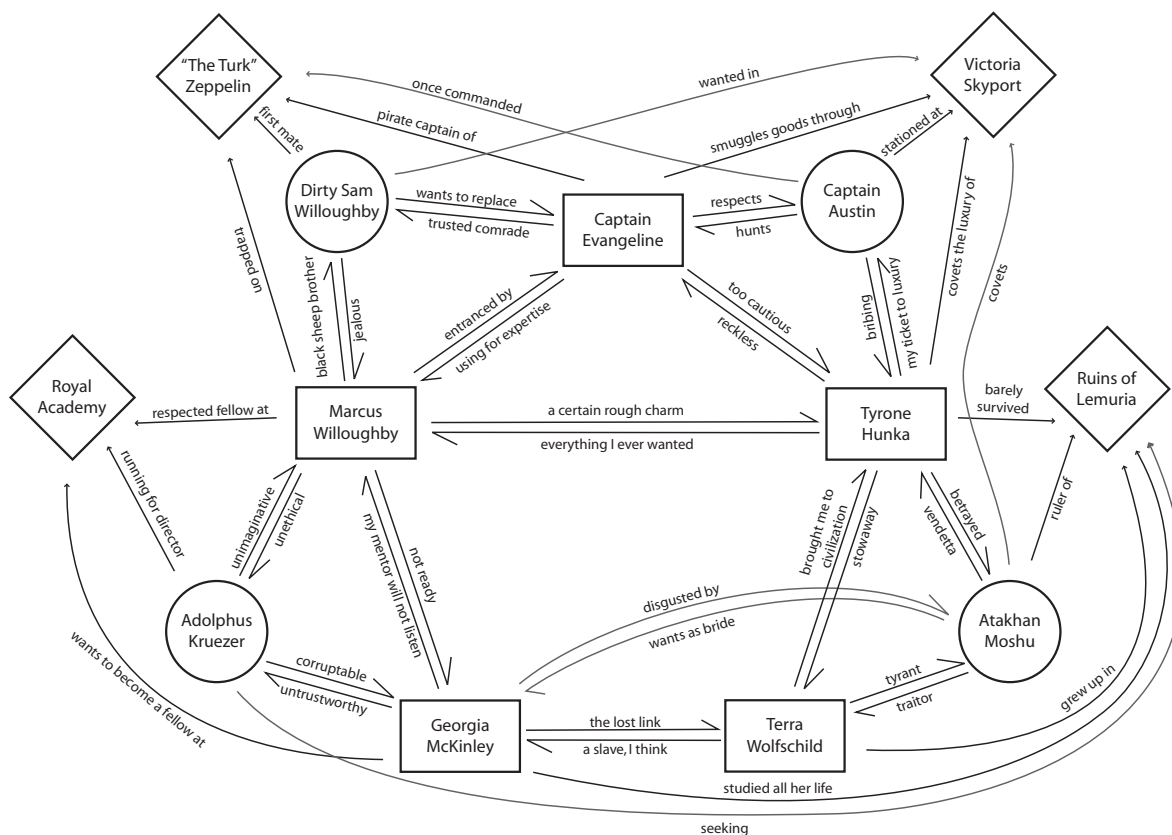 “The Turk”
Zeppelin
Victoria
Skyport
once commanded
wanted in
first mate
pirate captain of
smuggles goods through
stationed at
Dirty Sam
Willoughby
wants to replace
trusted comrade
Captain
Evangeline
respects
hunts
Captain
Austin
trapped on
covets the luxury of
covets
black sheep brother
jealous
entranced by
using for expertise
too cautious
reckless
bribing
my ticket to luxury
Royal
Academy
respected fellow at
Marcus
Willoughby
a certain rough charm
everything I ever wanted
Tyrone
Hunka
barely
survived
Ruins of
Lemuria
running for director
unimaginative
unethical
my mentor will not listen
not ready
brought me to
civilization
stowaway
betrayed
vendetta
ruler of
Adolphus
Kruezer
disgusted by
wants as bride
Atakhan
Moshu
wants to become a fellow at
corruptable
untrustworthy
tyrant
traitor
grew up in
Georgia
McKinley
the lost link
a slave, I think
Terra
Wolfschild
studied all her life
seeking